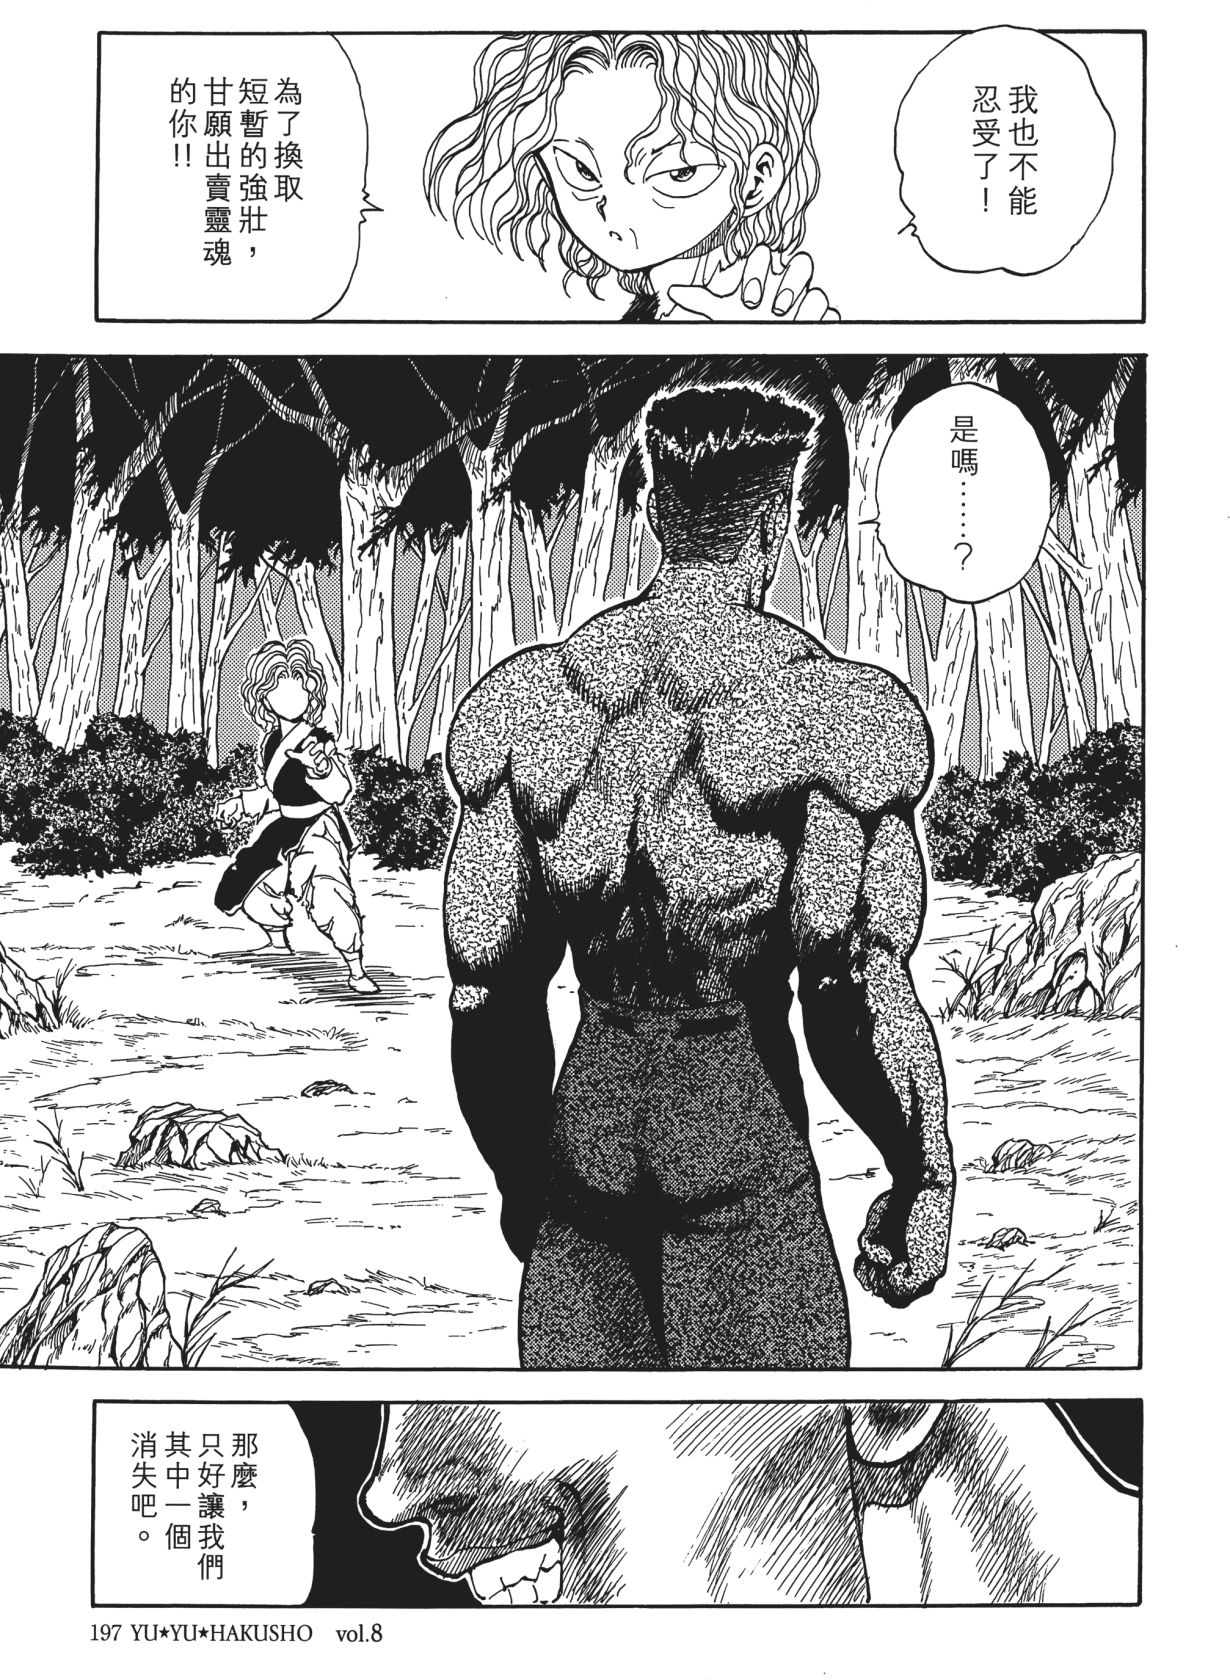 我也不能
忍受了！
為了換取
短暫的強壯，
甘願出賣靈魂
的你!!
是嗎……？
那麼，
只好讓我們
其中一個
消失吧。
197 YU★YU★HAKUSHO vol.8